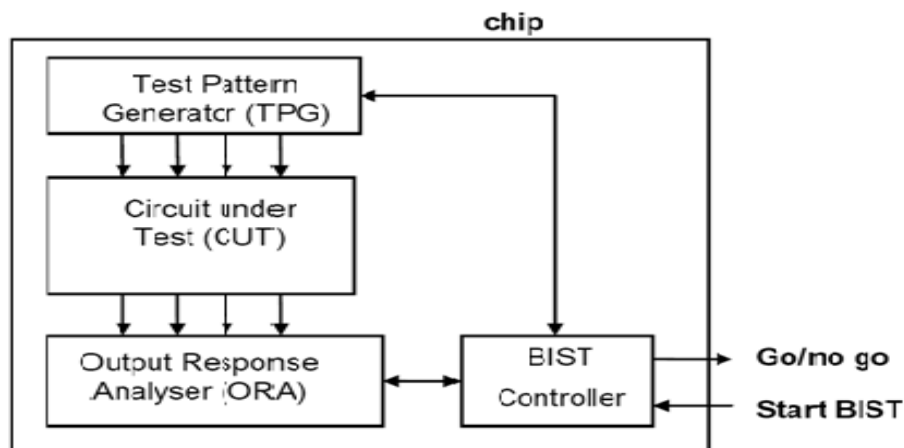 chip
Test Pattern
Generator (TPG)
Circuit under
Test (CUT)
Output Response
Analyser (ORA)
BIST
Controller
Go/no go
Start BIST